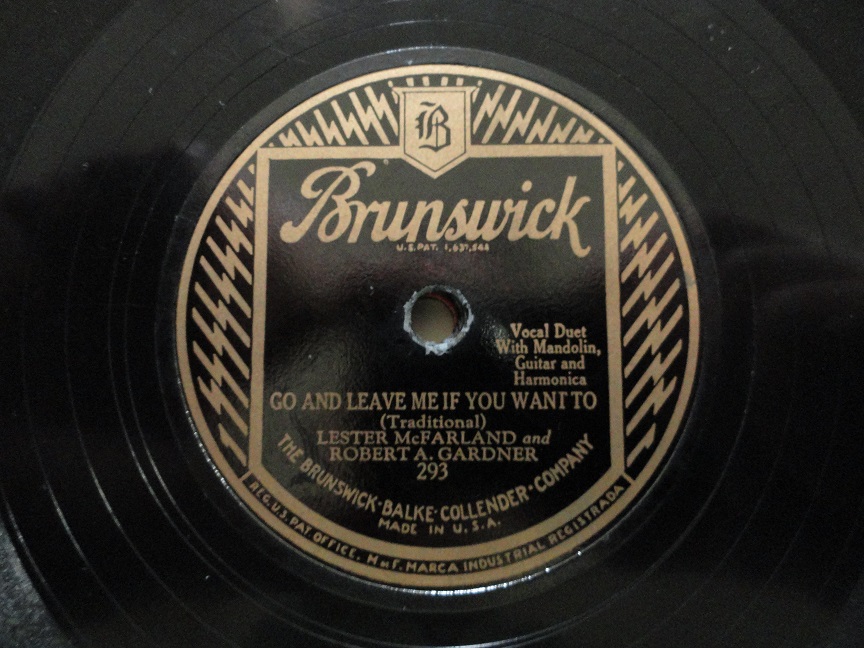 B
Brunswick
U.S. PAT. 1,637,544
Vocal Duet
With Mandolin,
Guitar and
Harmonica
GO AND LEAVE ME IF YOU WANT TO
(Traditional)
LESTER McFARLAND and
ROBERT A. GARDNER
293
THE BRUNSWICK-BALKE-COLLENDER-COMPANY
MADE IN U.S.A.
REG. U.S. PAT. OFFICE. M DE F. MARCA INDUSTRIAL REGISTRADA